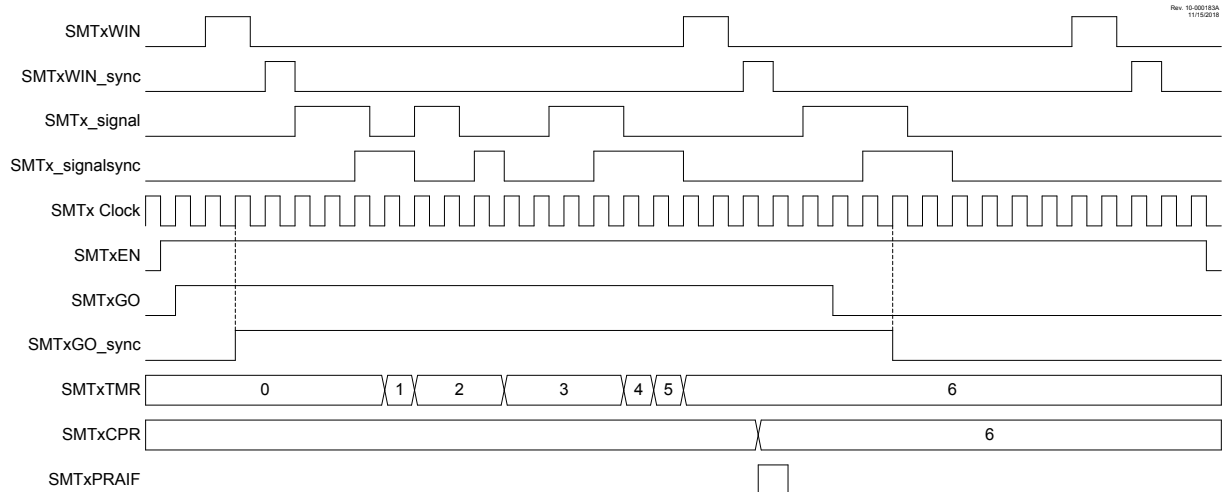 Rev. 10-000183A
11/15/2018
SMTxWIN
SMTxWIN_sync
SMTx_signal
SMTx_signalsync
SMTx Clock
SMTxEN
SMTxGO
SMTxGO_sync
SMTxTMR 0 1 2 3 4 5 6
SMTxCPR 6
SMTxPRAIF